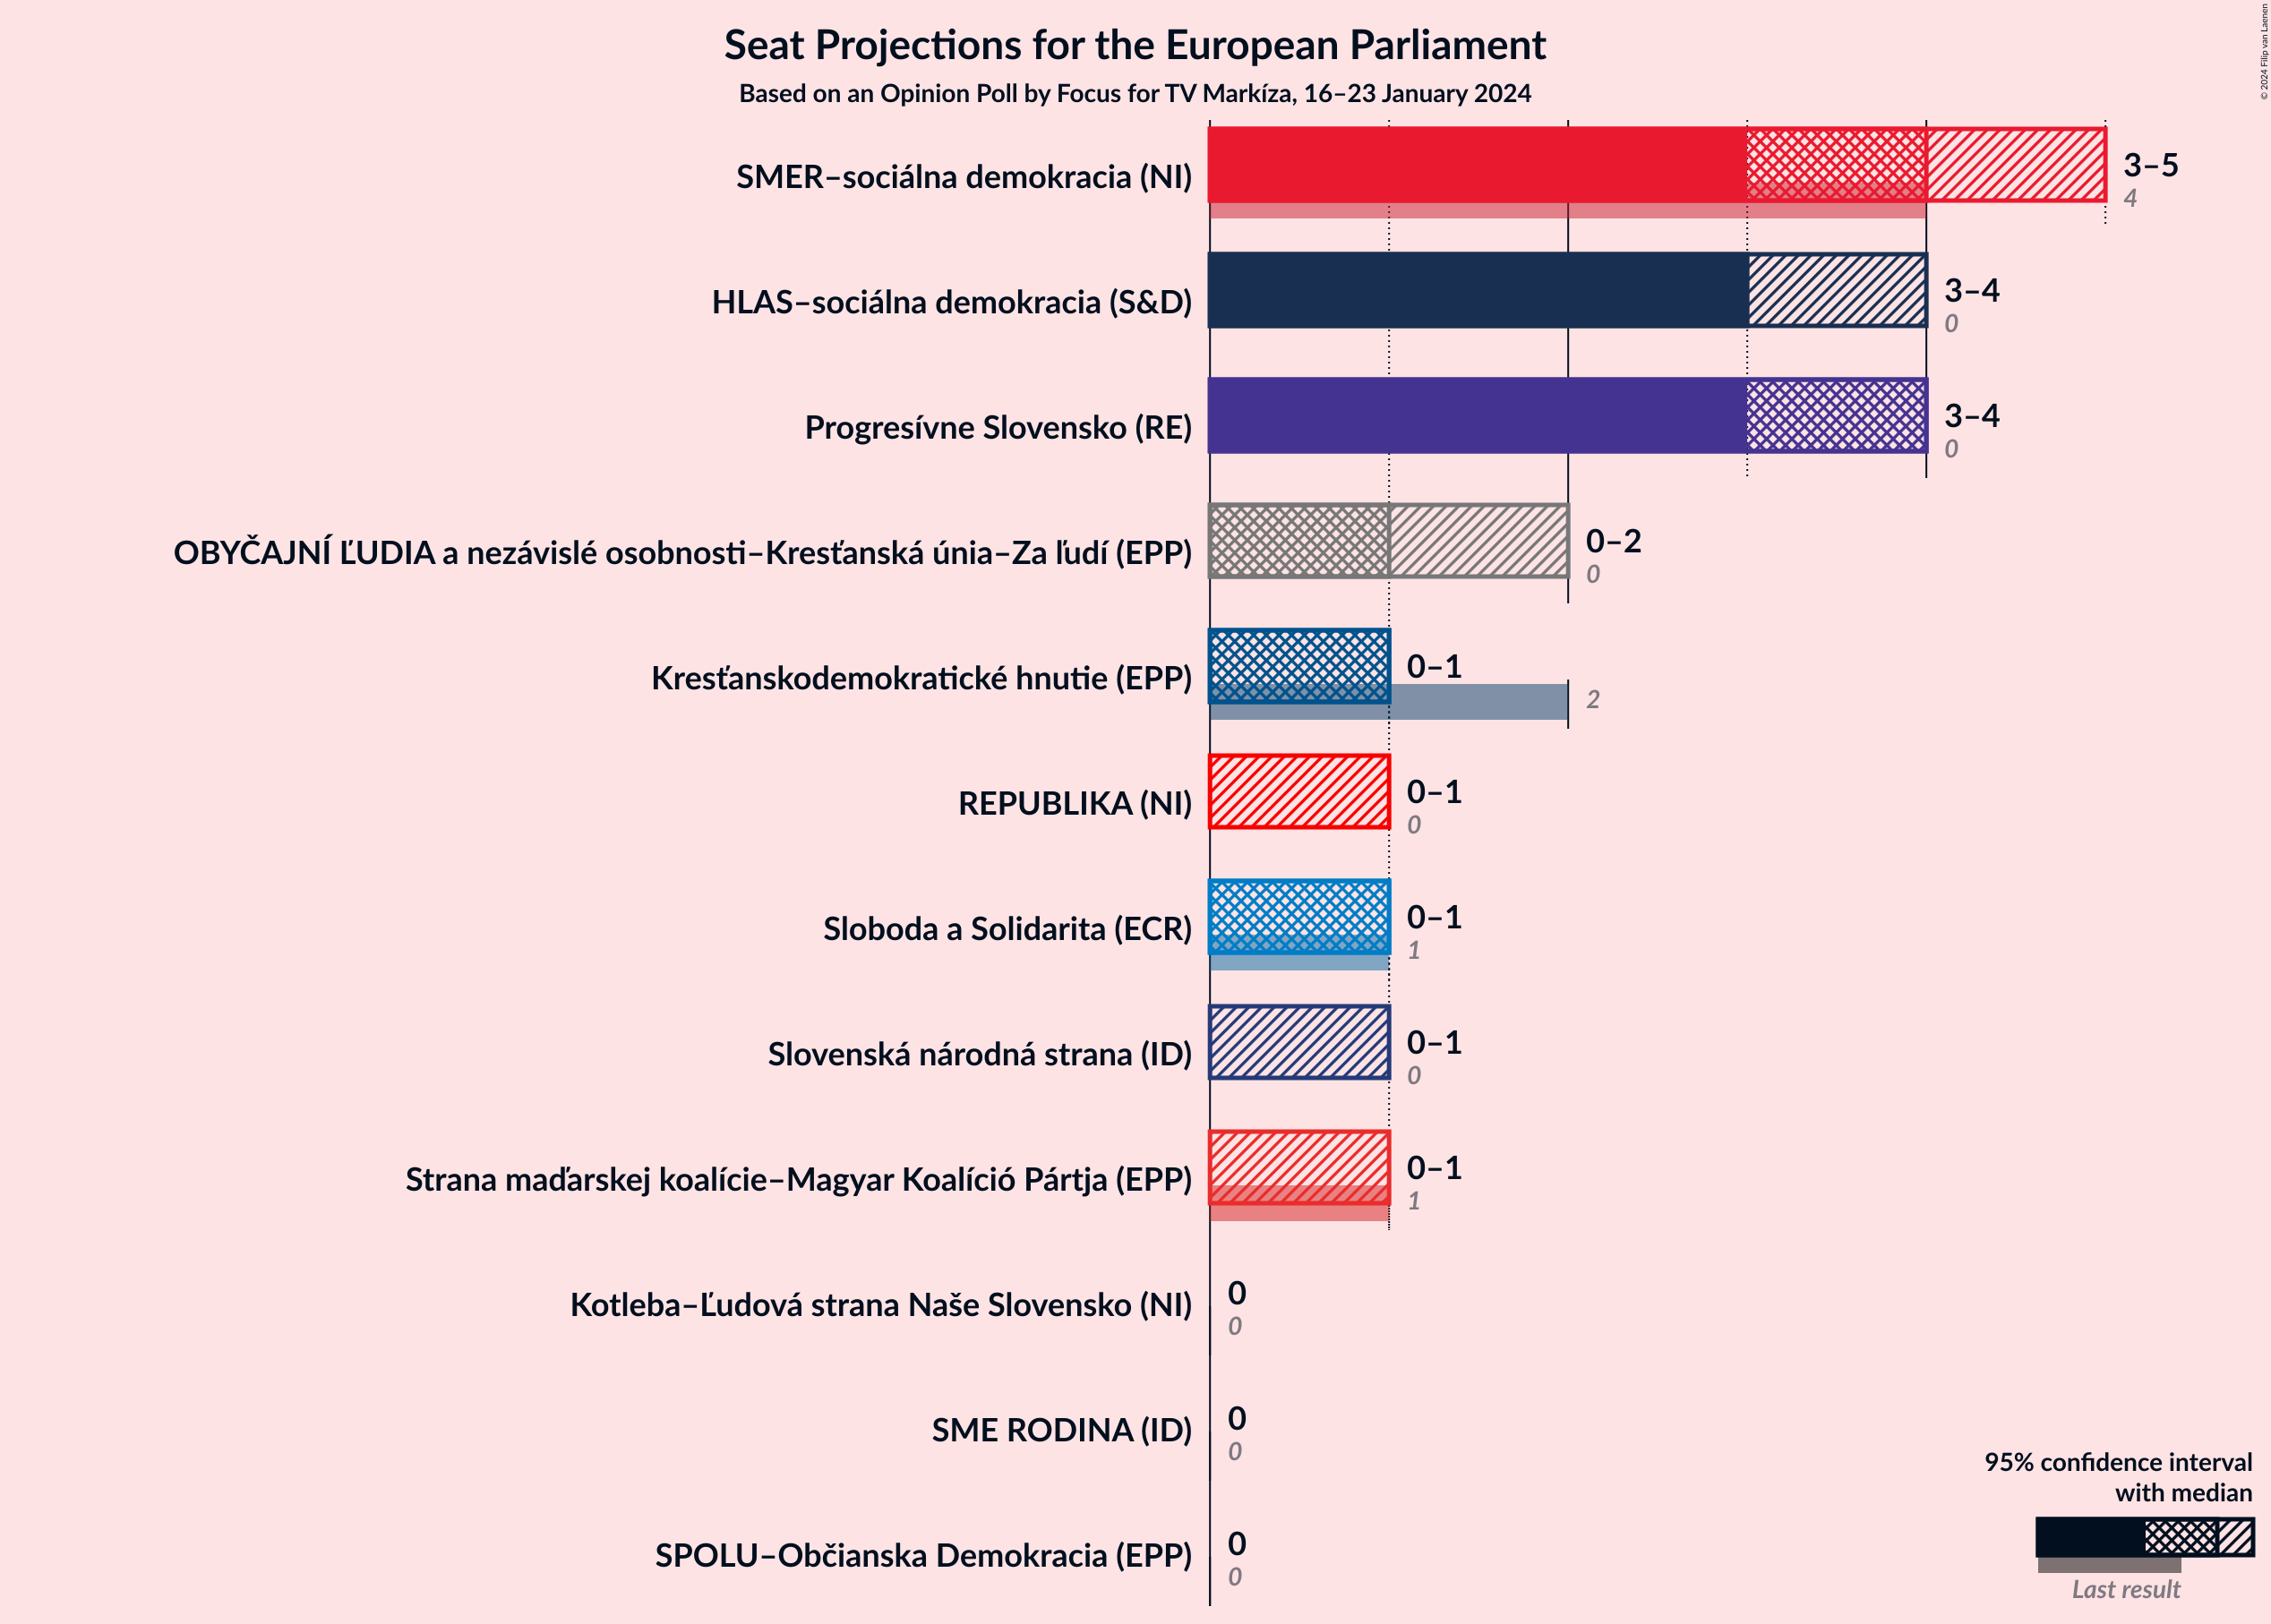 Seat Projections for the European Parliament
Based on an Opinion Poll by Focus for TV Markíza, 16–23 January 2024
© 2024 Filip van Laenen
SMER–sociálna demokracia (NI)
3–5
4
HLAS–sociálna demokracia (S&D)
3–4
0
Progresívne Slovensko (RE)
3–4
0
OBYČAJNÍ ĽUDIA a nezávislé osobnosti–Kresťanská únia–Za ľudí (EPP)
0–2
0
Kresťanskodemokratické hnutie (EPP)
0–1
2
REPUBLIKA (NI)
0–1
0
Sloboda a Solidarita (ECR)
0–1
1
Slovenská národná strana (ID)
0–1
0
Strana maďarskej koalície–Magyar Koalíció Pártja (EPP)
0–1
1
Kotleba–Ľudová strana Naše Slovensko (NI)
0
0
SME RODINA (ID)
0
0
SPOLU–Občianska Demokracia (EPP)
0
0
95% confidence interval
with median
Last result